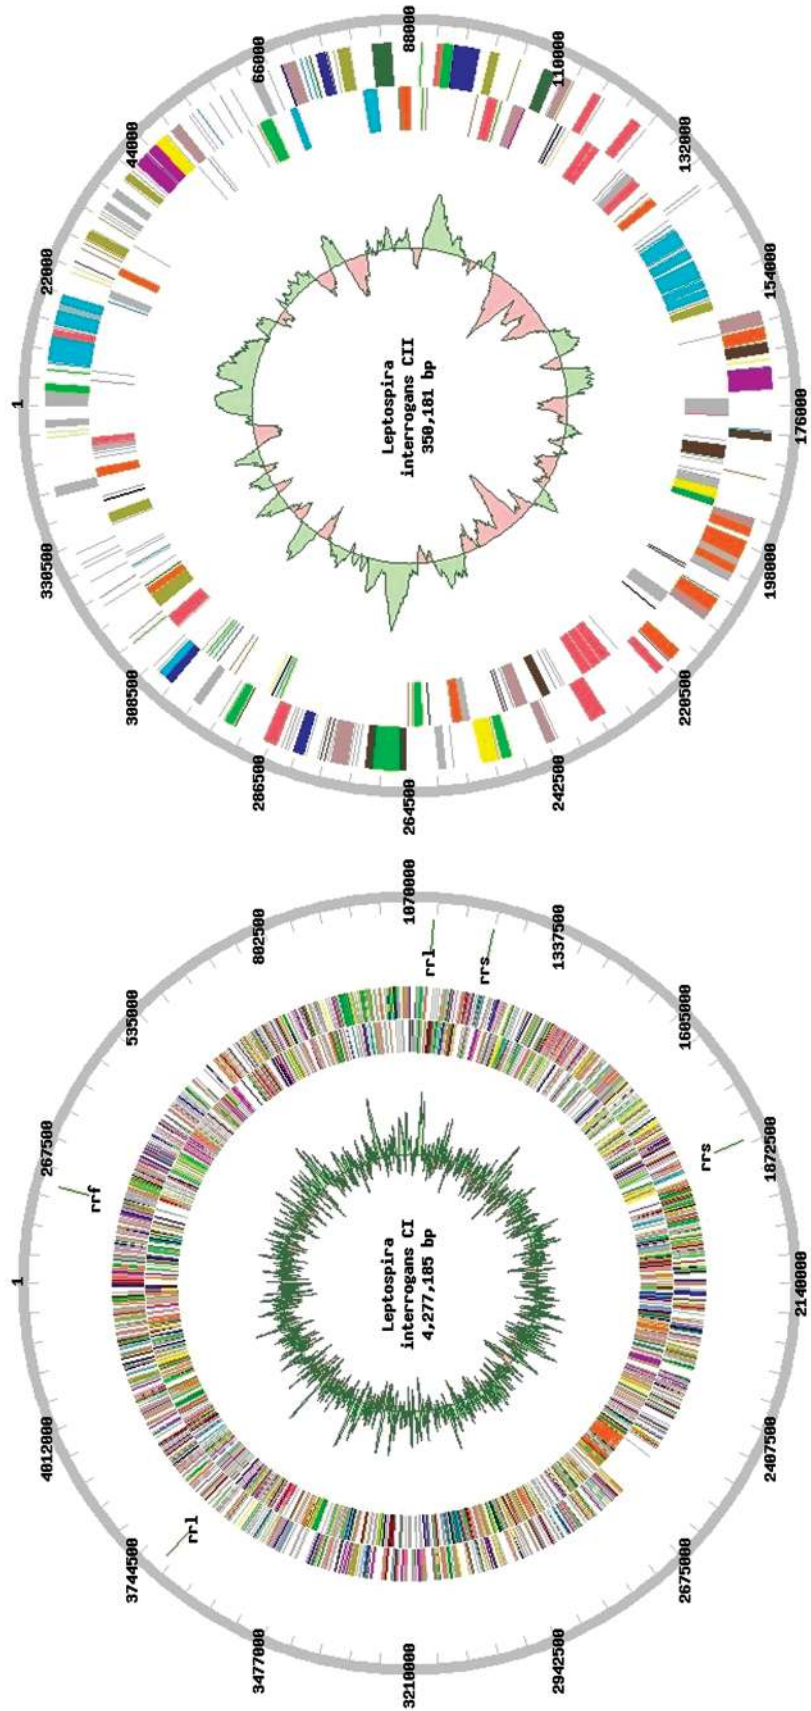 1
267500
535000
802500
1070000
1337500
1605000
1872500
2140000
2407500
2675000
2942500
3210000
3477000
3744500
4012000
rrf
rrl
rrs
rrs
rrl
Leptospira
interrogans CI
4,277,185 bp
1
22000
44000
66000
88000
110000
132000
154000
176000
198000
220500
242500
264500
286500
308500
330500
Leptospira
interrogans CII
350,181 bp